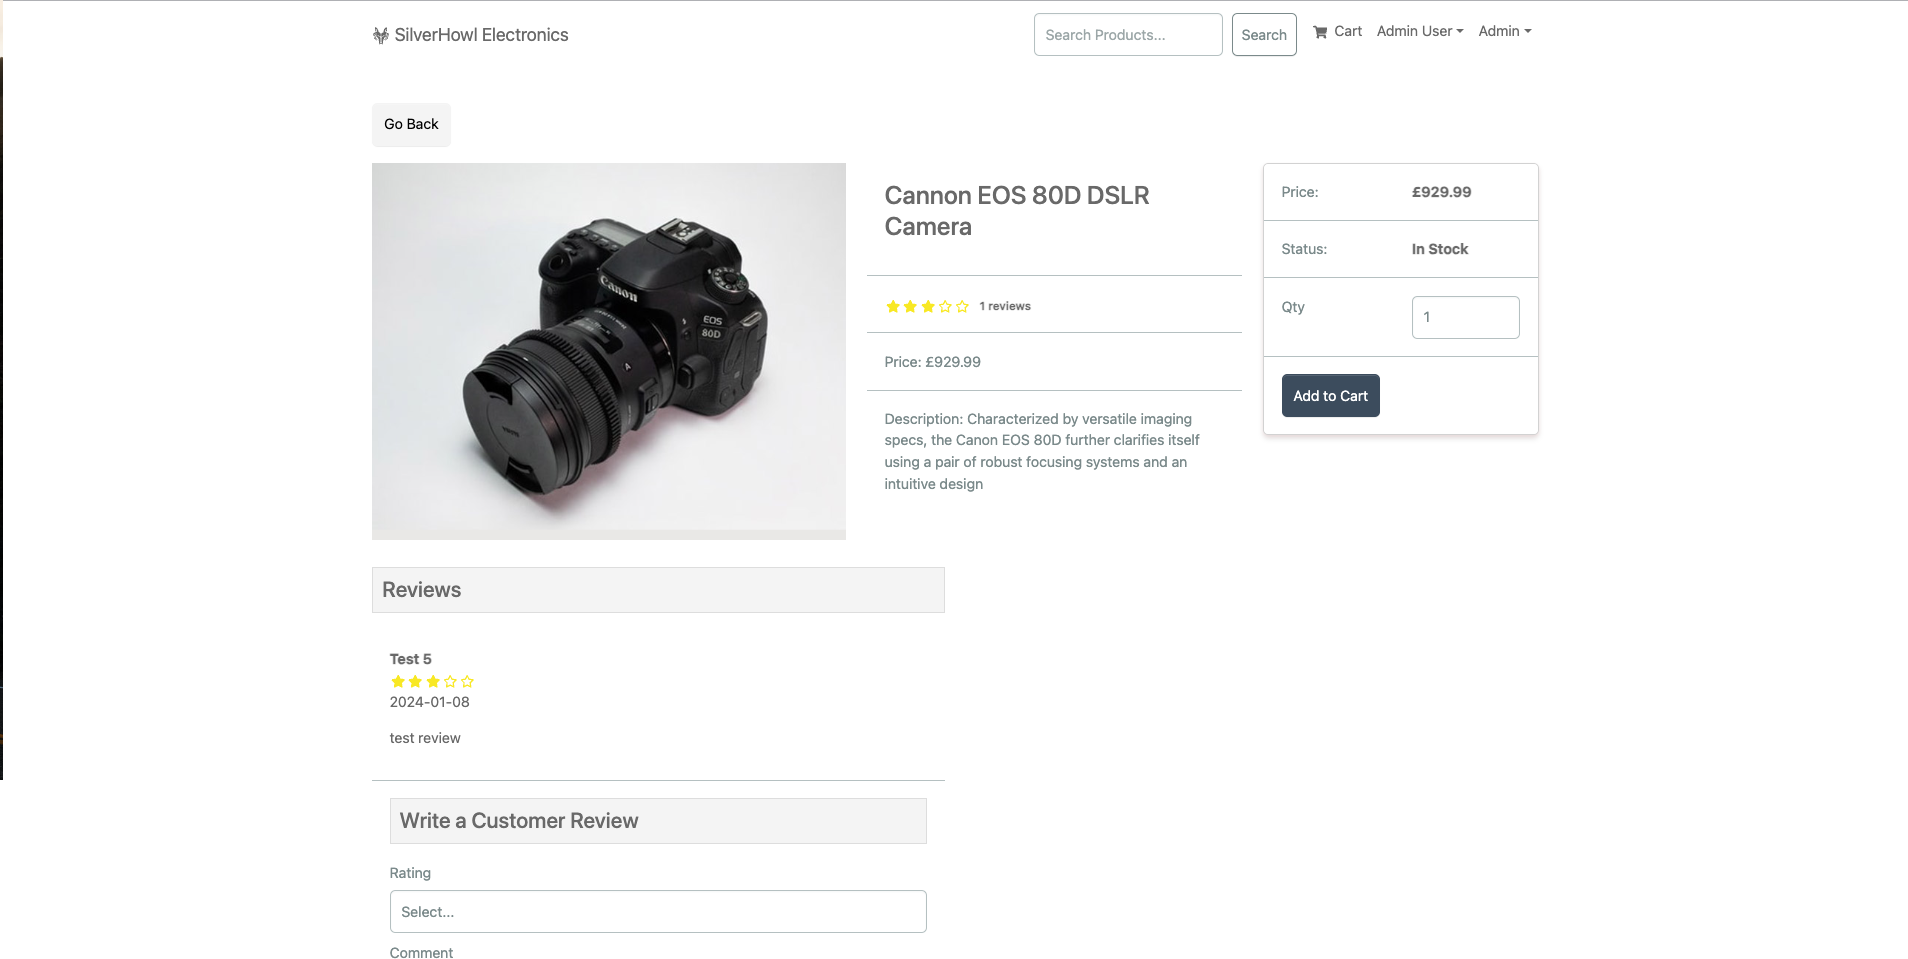 SilverHowl Electronics
Search Products...
Search
Cart
Admin User
Admin
Go Back
Canon
EOS
80D
A
Cannon EOS 80D DSLR
Camera
1 reviews
Price: £929.99
Description: Characterized by versatile imaging
specs, the Canon EOS 80D further clarifies itself
using a pair of robust focusing systems and an
intuitive design
Price:
£929.99
Status:
In Stock
Qty
1
Add to Cart
Reviews
Test 5
2024-01-08
test review
Write a Customer Review
Rating
Select...
Comment